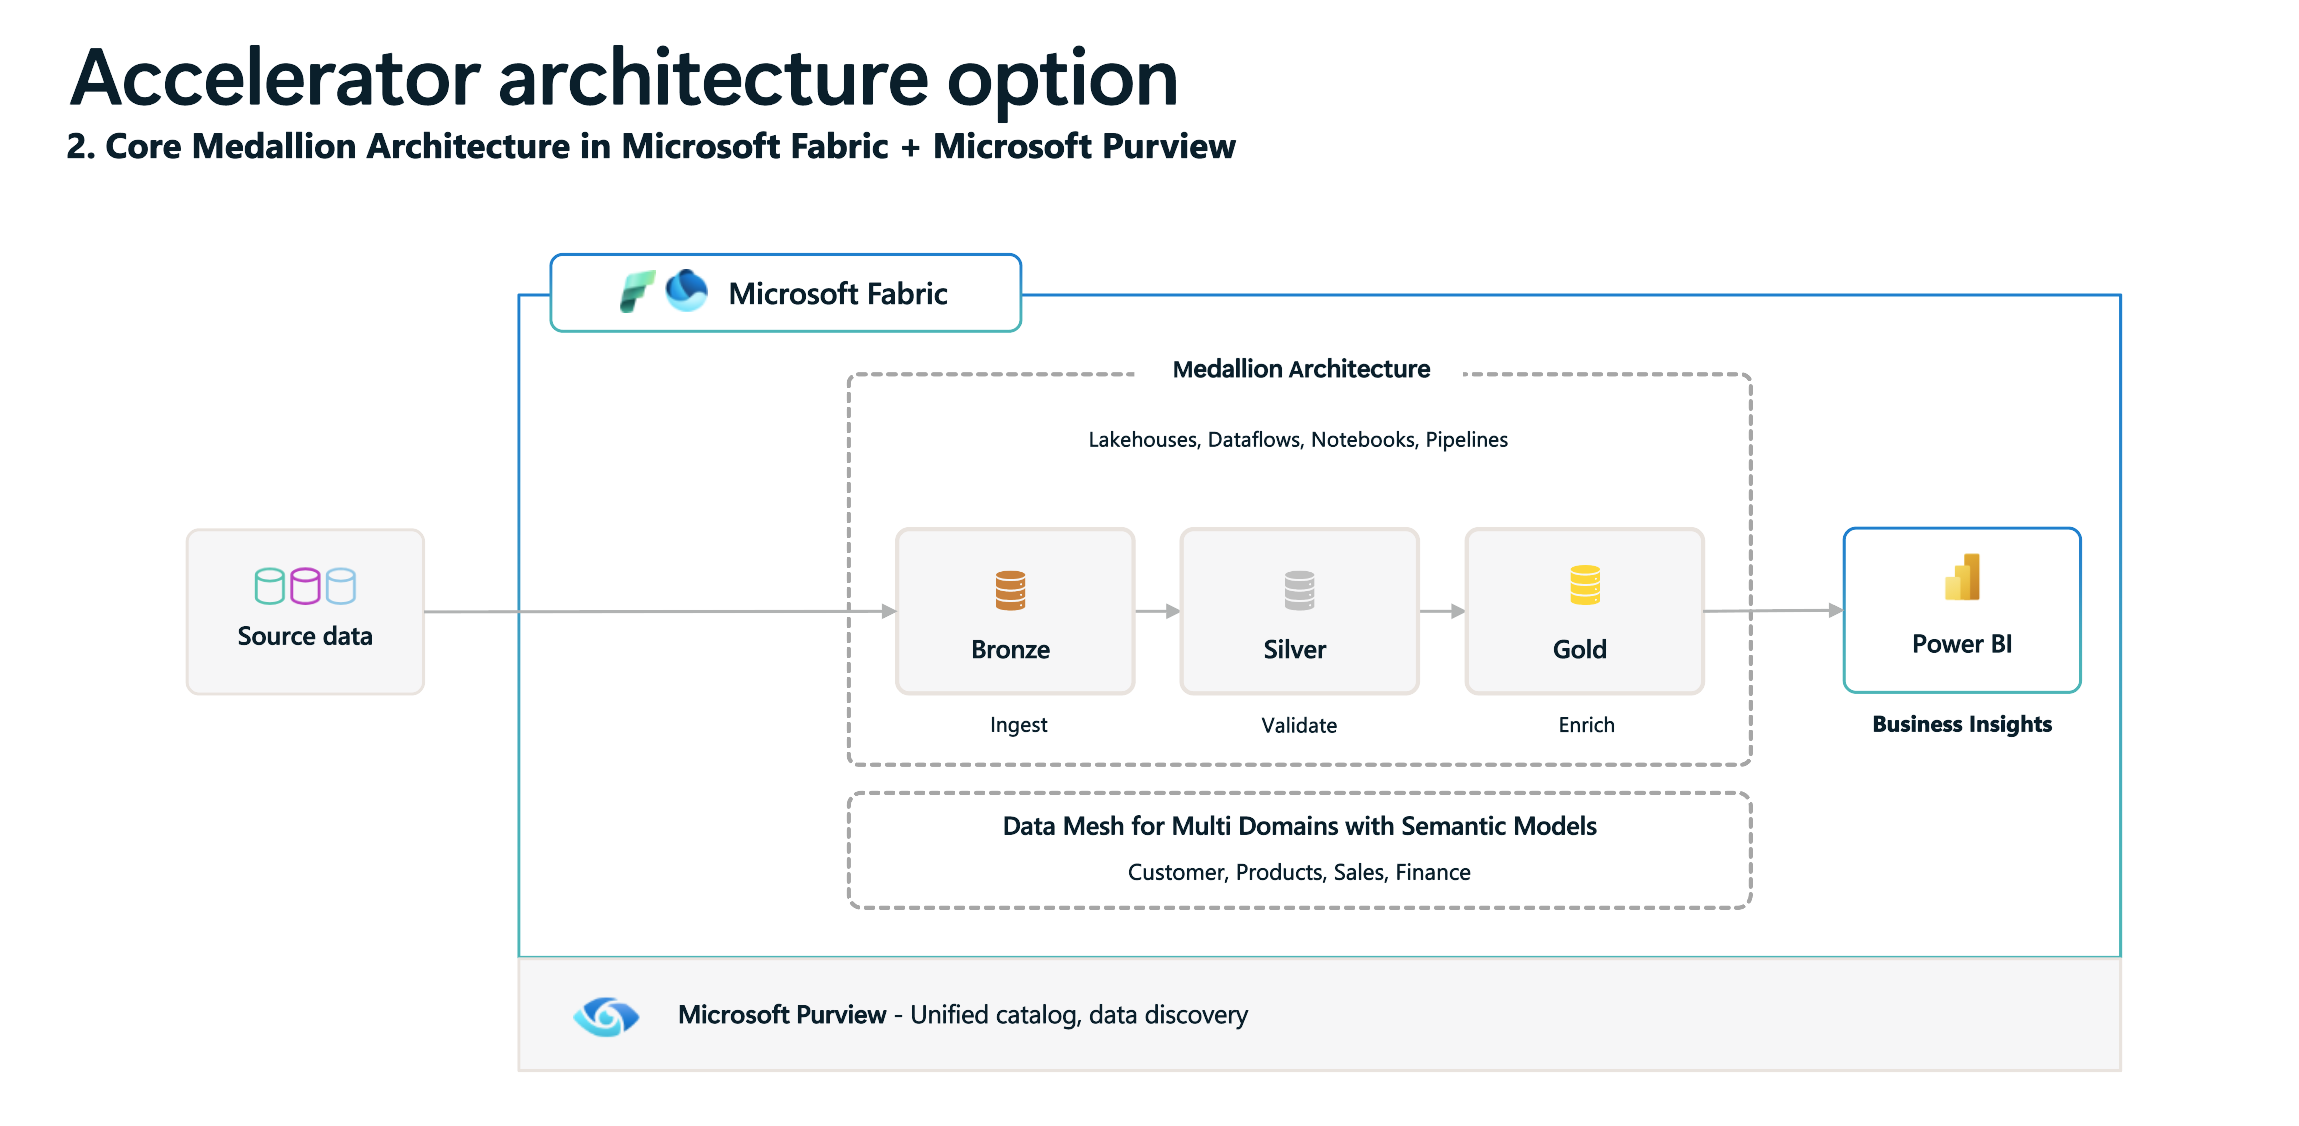 Accelerator architecture option
2. Core Medallion Architecture in Microsoft Fabric + Microsoft Purview
Microsoft Fabric
Medallion Architecture
Lakehouses, Dataflows, Notebooks, Pipelines
Source data
Bronze
Silver
Gold
Power BI
Ingest
Validate
Enrich
Business Insights
Data Mesh for Multi Domains with Semantic Models
Customer, Products, Sales, Finance
Microsoft Purview - Unified catalog, data discovery